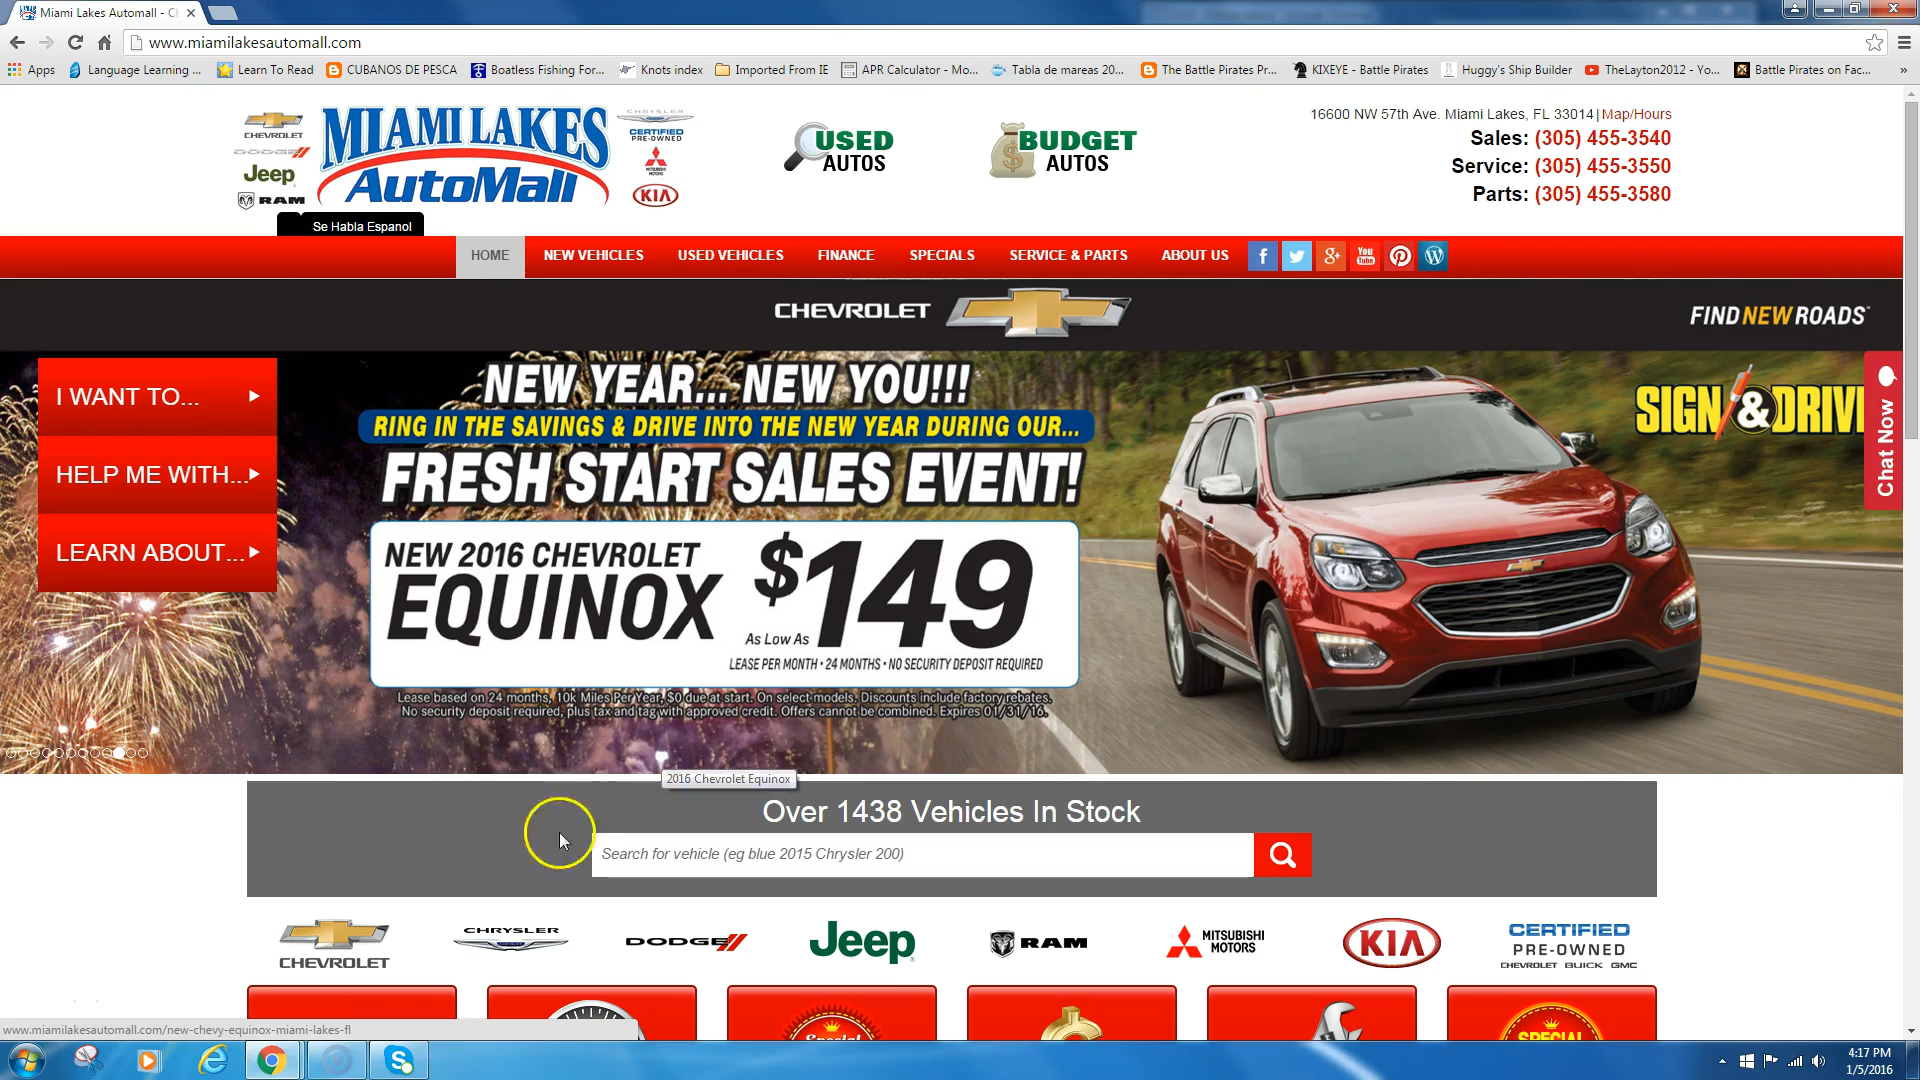 Miami Lakes Automall - Ch
www.miamilakesautomall.com
Apps Language Learning ... Learn To Read CUBANOS DE PESCA Boatless Fishing For... Knots index Imported From IE APR Calculator - Mo... Tabla de mareas 20... The Battle Pirates Pr... KIXEYE - Battle Pirates Huggy's Ship Builder TheLayton2012 - Yo... Battle Pirates on Fac... »
CHEVROLET
DODGE
Jeep
RAM
MIAMI LAKES
AutoMall
CHRYSLER
CERTIFIED
PRE-OWNED
MITSUBISHI
MOTORS
KIA
Se Habla Espanol
USED
AUTOS
BUDGET
AUTOS
16600 NW 57th Ave. Miami Lakes, FL 33014 | Map/Hours
Sales: (305) 455-3540
Service: (305) 455-3550
Parts: (305) 455-3580
HOME NEW VEHICLES USED VEHICLES FINANCE SPECIALS SERVICE & PARTS ABOUT US f g+ You Tube
CHEVROLET
FIND NEW ROADS™
I WANT TO...
HELP ME WITH...
LEARN ABOUT...
NEW YEAR... NEW YOU!!!
RING IN THE SAVINGS & DRIVE INTO THE NEW YEAR DURING OUR...
FRESH START SALES EVENT!
NEW 2016 CHEVROLET
EQUINOX
As Low As $149
LEASE PER MONTH • 24 MONTHS • NO SECURITY DEPOSIT REQUIRED
Lease based on 24 months, 10k Miles Per Year, $0 due at start. On select models. Discounts include factory rebates.
No security deposit required, plus tax and tag with approved credit. Offers cannot be combined. Expires 01/31/16.
SIGN & DRIV
Chat Now
2016 Chevrolet Equinox
Over 1438 Vehicles In Stock
Search for vehicle (eg blue 2015 Chrysler 200)
CHEVROLET
CHRYSLER
DODGE
Jeep
RAM
MITSUBISHI
MOTORS
KIA
CERTIFIED
PRE-OWNED
CHEVROLET BUICK GMC
Special
SPECIAL
www.miamilakesautomall.com/new-chevy-equinox-miami-lakes-fl
4:17 PM
1/5/2016